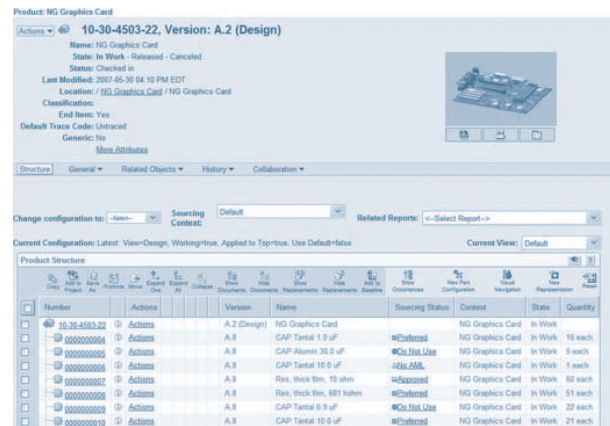 Product: NG Graphics Card
Actions 10-30-4503-22, Version: A.2 (Design)
Name: NG Graphics Card
State: In Work - Released - Canceled
Status: Checked in
Last Modified: 2007-05-30 04:10 PM EDT
Location: / NG Graphics Card / NG Graphics Card
Classification:
End Item: Yes
Default Trace Code: Untraced
Generic: No
More Attributes
Structure General Related Objects History Collaboration
Change configuration to: --Select-- Sourcing Context: Default Related Reports: <--Select Report-->
Current Configuration: Latest: View=Design, Working=true, Applied to Top=true, Use Default=false Current View: Default
Product Structure
Copy Add to Project Save As Promote Move Expand One Expand All Collapse Show Documents Hide Documents Show Replacements Hide Replacements Add to Baseline Show Occurrences New Part Configuration Visual Navigation New Representation Reset
Number Actions Version Name Sourcing Status Context State Quantity
10-30-4503-22 Actions A.2 (Design) NG Graphics Card NG Graphics Card In Work
0000000004 Actions A.0 CAP Tantal 1.0 uF Preferred NG Graphics Card In Work 16 each
0000000005 Actions A.0 CAP Alumm 30.0 uF Do Not Use NG Graphics Card In Work 5 each
0000000006 Actions A.0 CAP Tantal 10.0 uF No AML NG Graphics Card In Work 1 each
0000000007 Actions A.0 Res, thick film, 10 ohm Approved NG Graphics Card In Work 60 each
0000000008 Actions A.0 Res, thick film, 681 kohm Preferred NG Graphics Card In Work 51 each
0000000009 Actions A.0 CAP Tantal 6.9 uF Do Not Use NG Graphics Card In Work 22 each
0000000010 Actions A.0 CAP Tantal 10.0 uF Preferred NG Graphics Card In Work 21 each